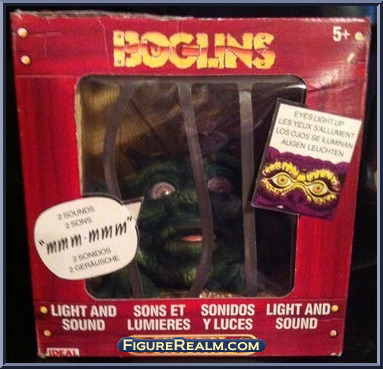 BOGLINS
5+
EYES LIGHT UP
LES YEUX S'ALLUMENT
LOS OJOS SE ILUMINAN
AUGEN LEUCHTEN
2 SOUNDS
2 SONS
"mmm-mmm"
2 SONIDOS
2 GERÄUSCHE
LIGHT AND SOUND
SONS ET LUMIERES
SONIDOS Y LUCES
LIGHT AND SOUND
IDEAL
FIGUREREALM.COM